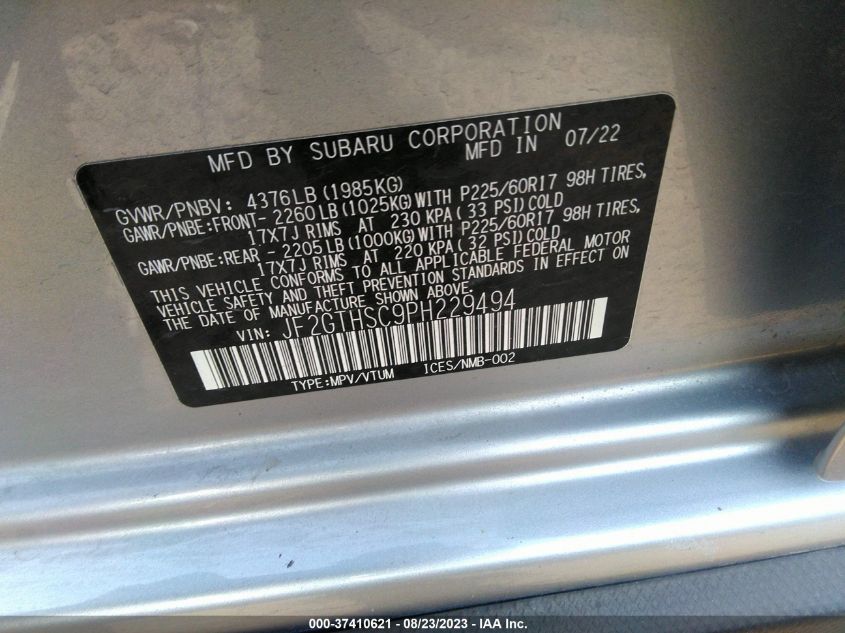 MFD BY SUBARU CORPORATION
MFD IN 07/22
GVWR/PNBV: 4376LB (1985KG)
GAWR/PNBE:FRONT- 2260LB (1025KG) WITH P225/60R17 98H TIRES,
17X7J RIMS AT 230 KPA( 33 PSI) COLD
GAWR/PNBE:REAR - 2205LB (1000KG) WITH P225/60R17 98H TIRES,
17X7J RIMS AT 220 KPA( 32 PSI) COLD
THIS VEHICLE CONFORMS TO ALL APPLICABLE FEDERAL MOTOR
VEHICLE SAFETY AND THEFT PREVENTION STANDARDS IN EFFECT ON
THE DATE OF MANUFACTURE SHOWN ABOVE.
VIN: JF2GTHSC9PH229494
TYPE:MPV/VTUM ICES/NMB-002
000-37410621 - 08/23/2023 - IAA Inc.